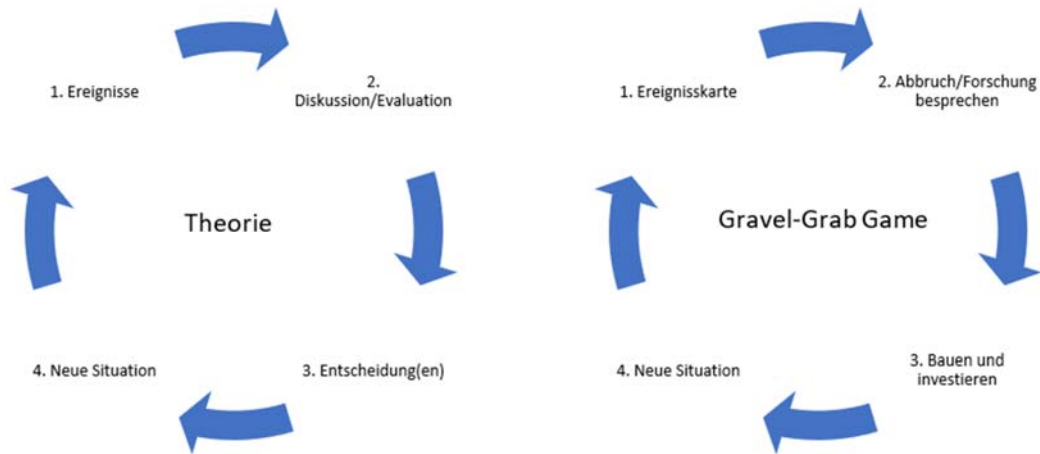 1. Ereignisse
2.
Diskussion/Evaluation
Theorie
3. Entscheidung(en)
4. Neue Situation
1. Ereigniskarte
2. Abbruch/Forschung
besprechen
Gravel-Grab Game
3. Bauen und
investieren
4. Neue Situation